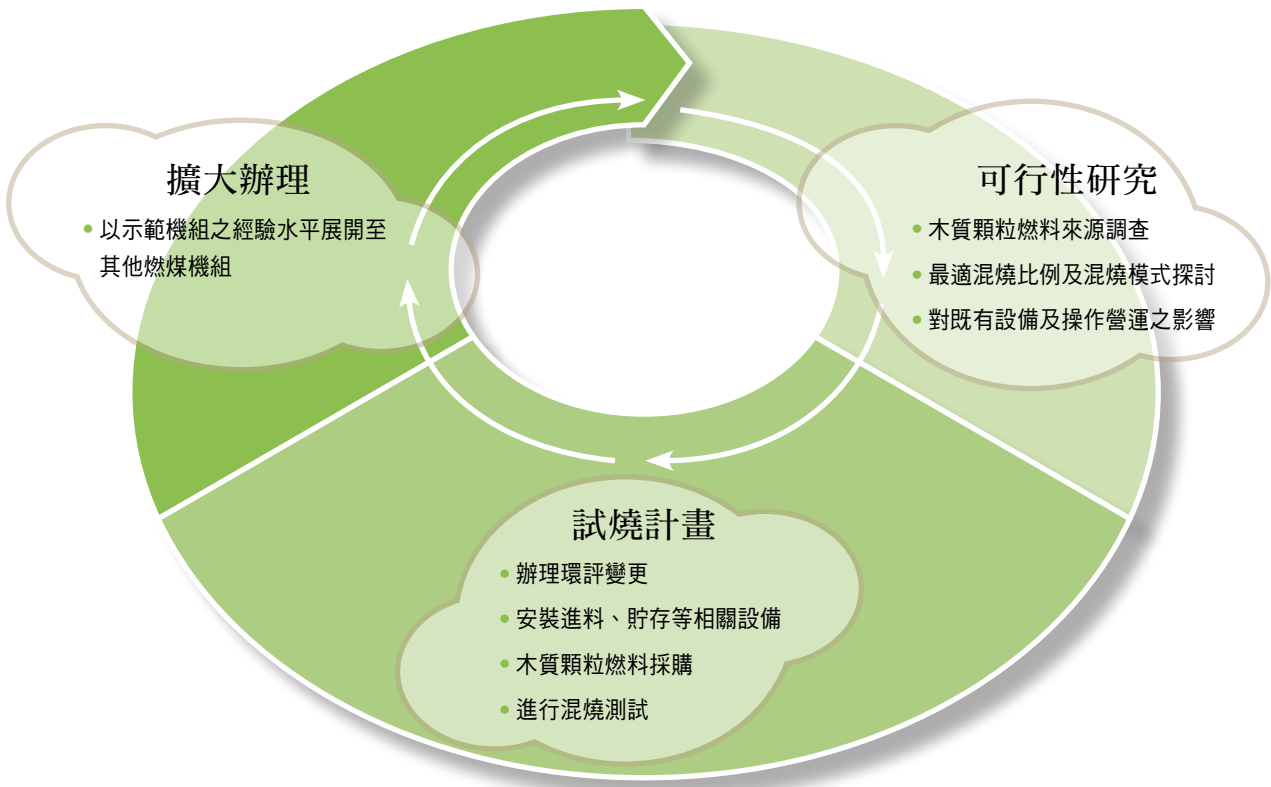 擴大辦理
• 以示範機組之經驗水平展開至
其他燃煤機組
可行性研究
• 木質顆粒燃料來源調查
• 最適混燒比例及混燒模式探討
• 對既有設備及操作營運之影響
試燒計畫
• 辦理環評變更
• 安裝進料、貯存等相關設備
• 木質顆粒燃料採購
• 進行混燒測試